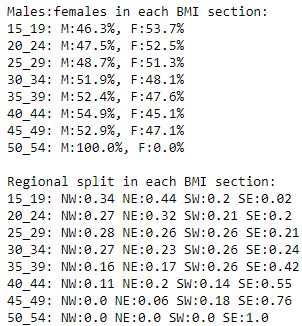 Males:females in each BMI section:
15_19: M:46.3%, F:53.7%
20_24: M:47.5%, F:52.5%
25_29: M:48.7%, F:51.3%
30_34: M:51.9%, F:48.1%
35_39: M:52.4%, F:47.6%
40_44: M:54.9%, F:45.1%
45_49: M:52.9%, F:47.1%
50_54: M:100.0%, F:0.0%
Regional split in each BMI section:
15_19: NW:0.34 NE:0.44 SW:0.2 SE:0.02
20_24: NW:0.27 NE:0.32 SW:0.21 SE:0.2
25_29: NW:0.28 NE:0.26 SW:0.26 SE:0.21
30_34: NW:0.27 NE:0.23 SW:0.26 SE:0.24
35_39: NW:0.16 NE:0.17 SW:0.26 SE:0.42
40_44: NW:0.11 NE:0.2 SW:0.14 SE:0.55
45_49: NW:0.0 NE:0.06 SW:0.18 SE:0.76
50_54: NW:0.0 NE:0.0 SW:0.0 SE:1.0